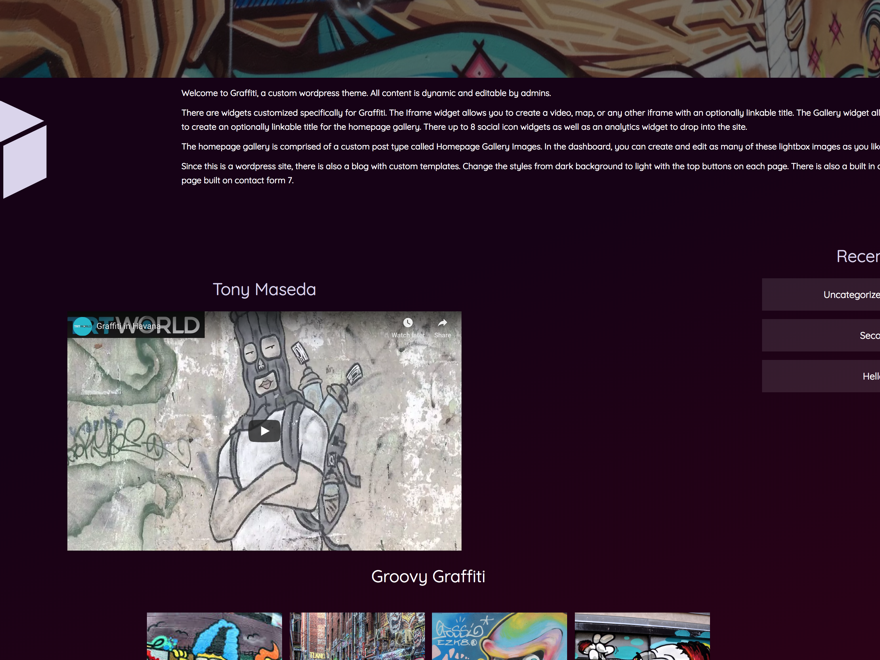 Welcome to Graffiti, a custom wordpress theme. All content is dynamic and editable by admins.
There are widgets customized specifically for Graffiti. The Iframe widget allows you to create a video, map, or any other iframe with an optionally linkable title. The Gallery widget
to create an optionally linkable title for the homepage gallery. There up to 8 social icon widgets as well as an analytics widget to drop into the site.
The homepage gallery is comprised of a custom post type called Homepage Gallery Images. In the dashboard, you can create and edit as many of these lightbox images as you
Since this is a wordpress site, there is also a blog with custom templates. Change the styles from dark background to light with the top buttons on each page. There is also a built in
page built on contact form 7.
Recen
Tony Maseda
Uncategorize
Seco
Hell
Graffiti in Havana
WORLD
Watch later
Share
Groovy Graffiti